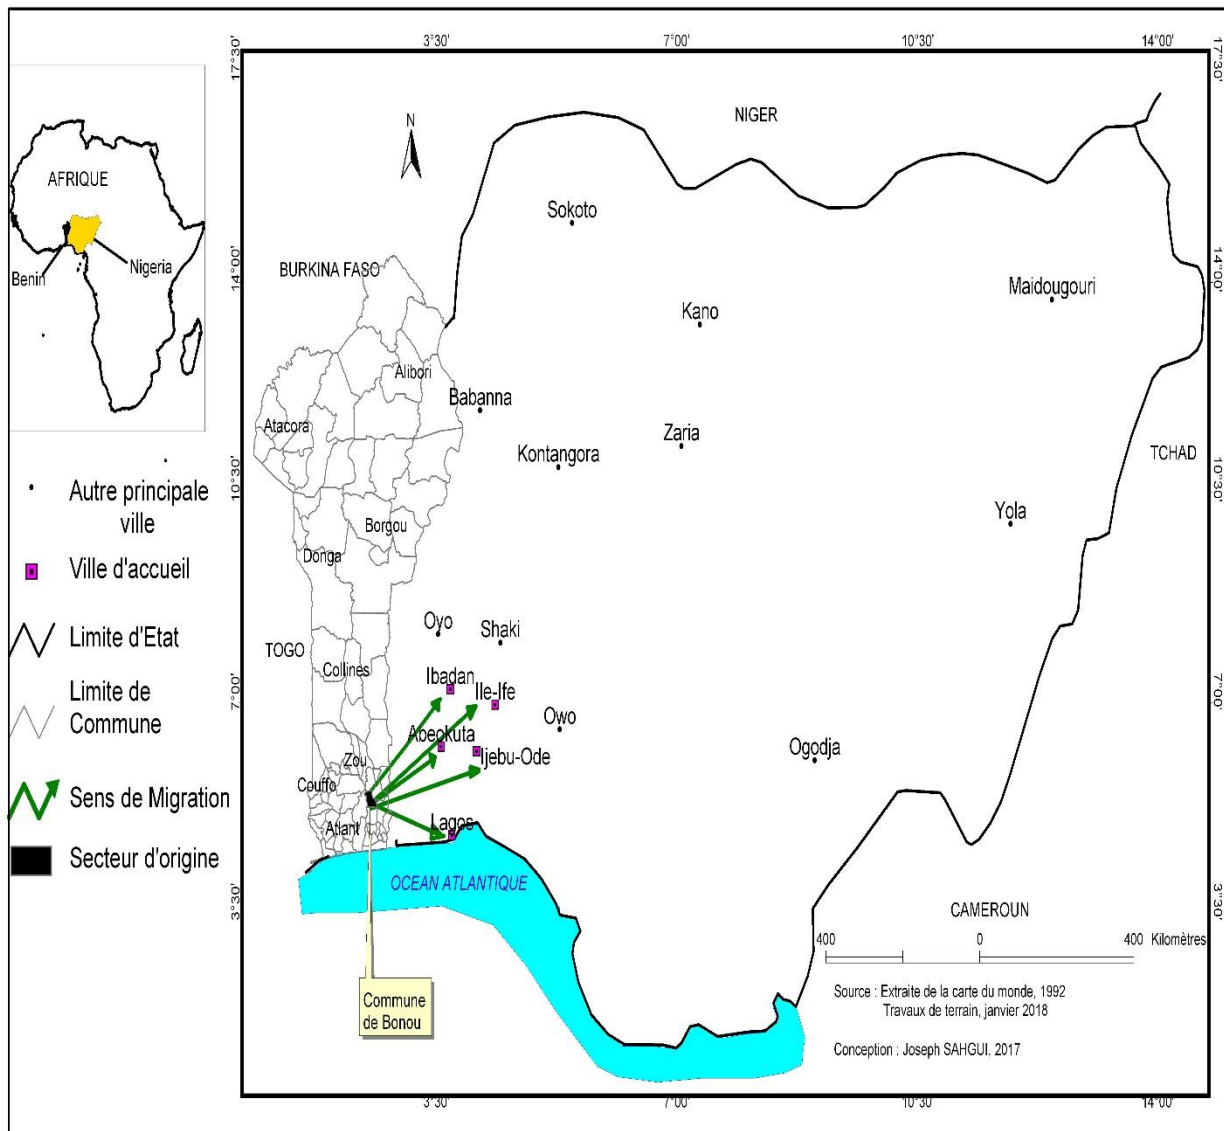 3°30'
7°00'
10°30'
14°00'
17°30'
17°30'
N
NIGER
AFRIQUE
Benin
Nigeria
Sokoto
BURKINA FASO
14°00'
14°00'
Maidougouri
Kano
Alibori
Babanna
Atacora
Zaria
Kontangora
TCHAD
10°30'
10°30'
Autre principale
ville
Yola
Borgou
Donga
Ville d'accueil
Oyo
Shaki
Limite d'Etat
TOGO
Collines
Ibadan
Ile-Ife
7°00'
7°00'
Limite de
Commune
Owo
Abeokuta
Ijebu-Ode
Ogodja
Zou
Couffo
Sens de Migration
Atlant
Lagos
Secteur d'origine
OCEAN ATLANTIQUE
3°30'
3°30'
CAMEROUN
400
0
400
Kilomètres
Commune
de Bonou
Source : Extraite de la carte du monde, 1992
Travaux de terrain, janvier 2018
Conception : Joseph SAHGUI, 2017
3°30'
7°00'
10°30'
14°00'